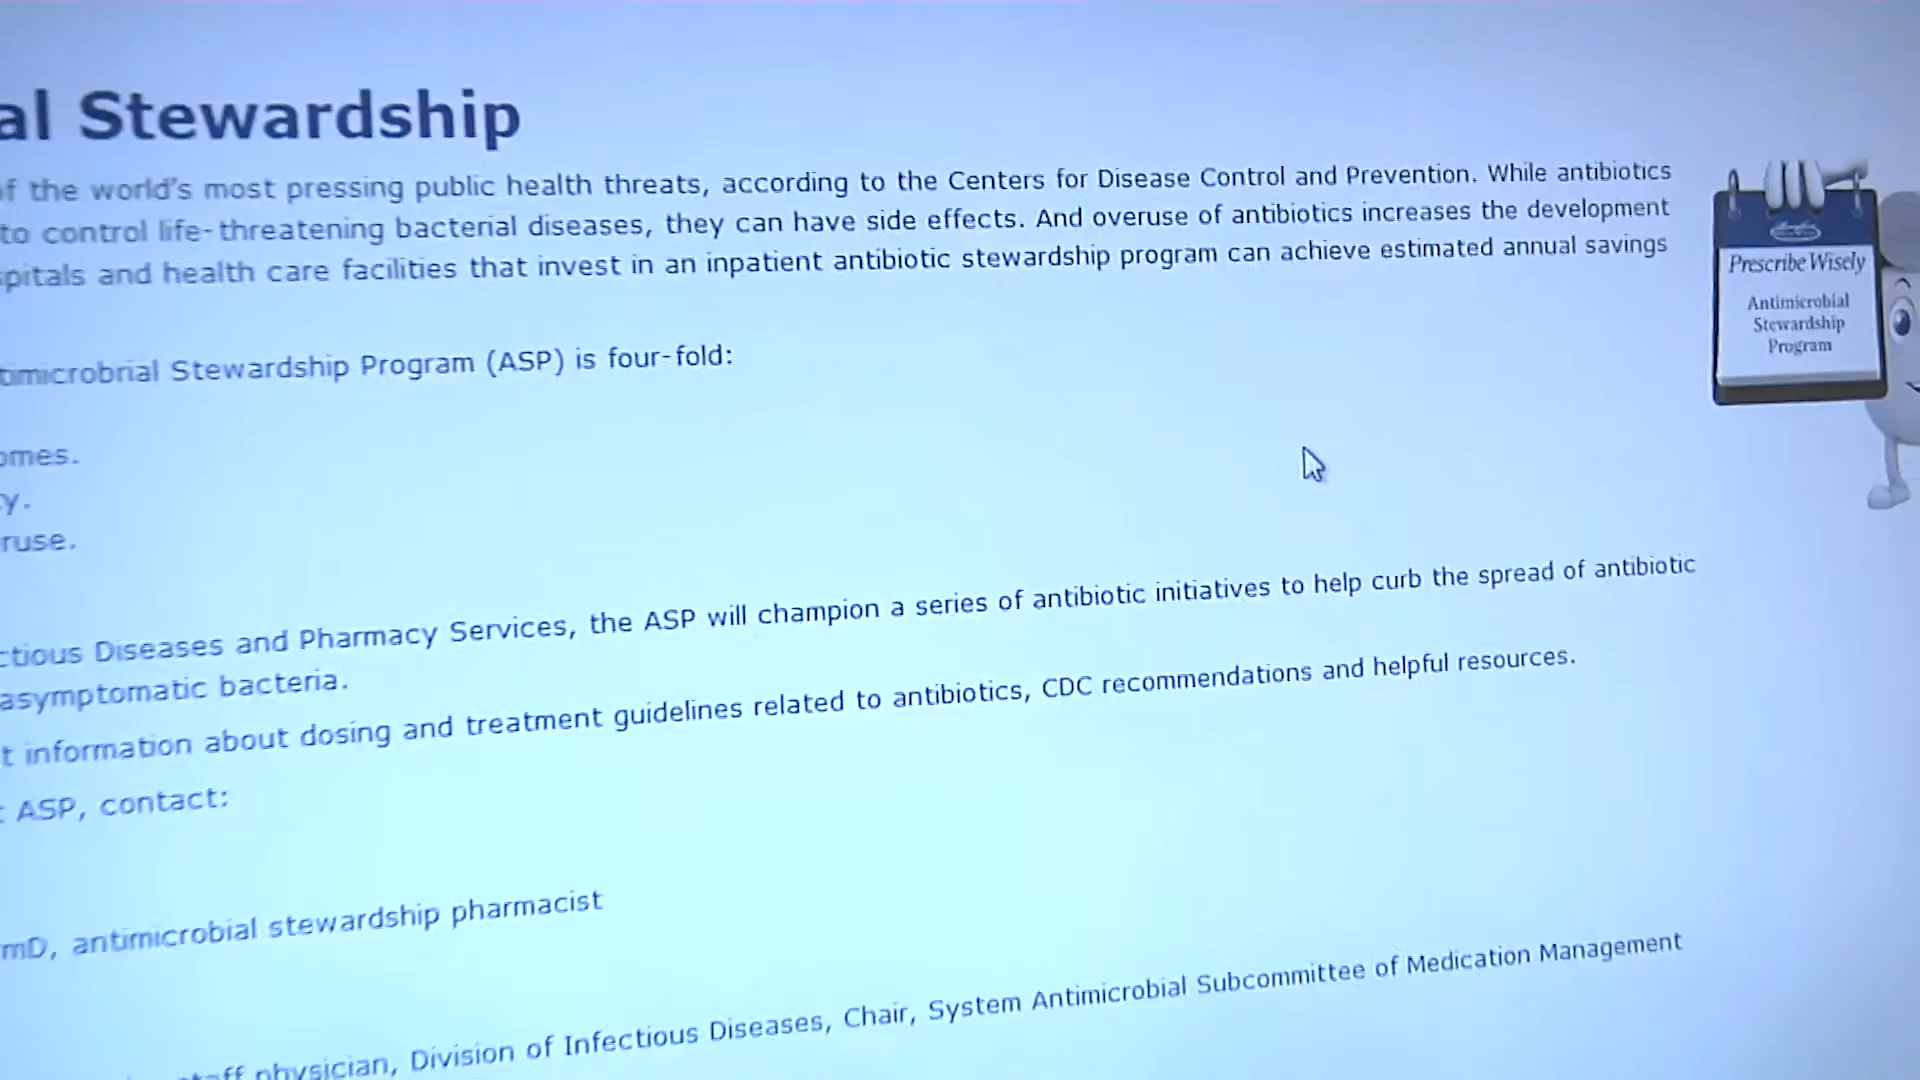 al Stewardship
of the world's most pressing public health threats, according to the Centers for Disease Control and Prevention. While antibiotics
to control life-threatening bacterial diseases, they can have side effects. And overuse of antibiotics increases the development
spitals and health care facilities that invest in an inpatient antibiotic stewardship program can achieve estimated annual savings
Prescribe Wisely
Antimicrobial
Stewardship
Program
timicrobrial Stewardship Program (ASP) is four-fold:
omes.
y.
ruse.
ctious Diseases and Pharmacy Services, the ASP will champion a series of antibiotic initiatives to help curb the spread of antibiotic
asymptomatic bacteria.
t information about dosing and treatment guidelines related to antibiotics, CDC recommendations and helpful resources.
ASP, contact:
mD, antimicrobial stewardship pharmacist
staff physician, Division of Infectious Diseases, Chair, System Antimicrobial Subcommittee of Medication Management